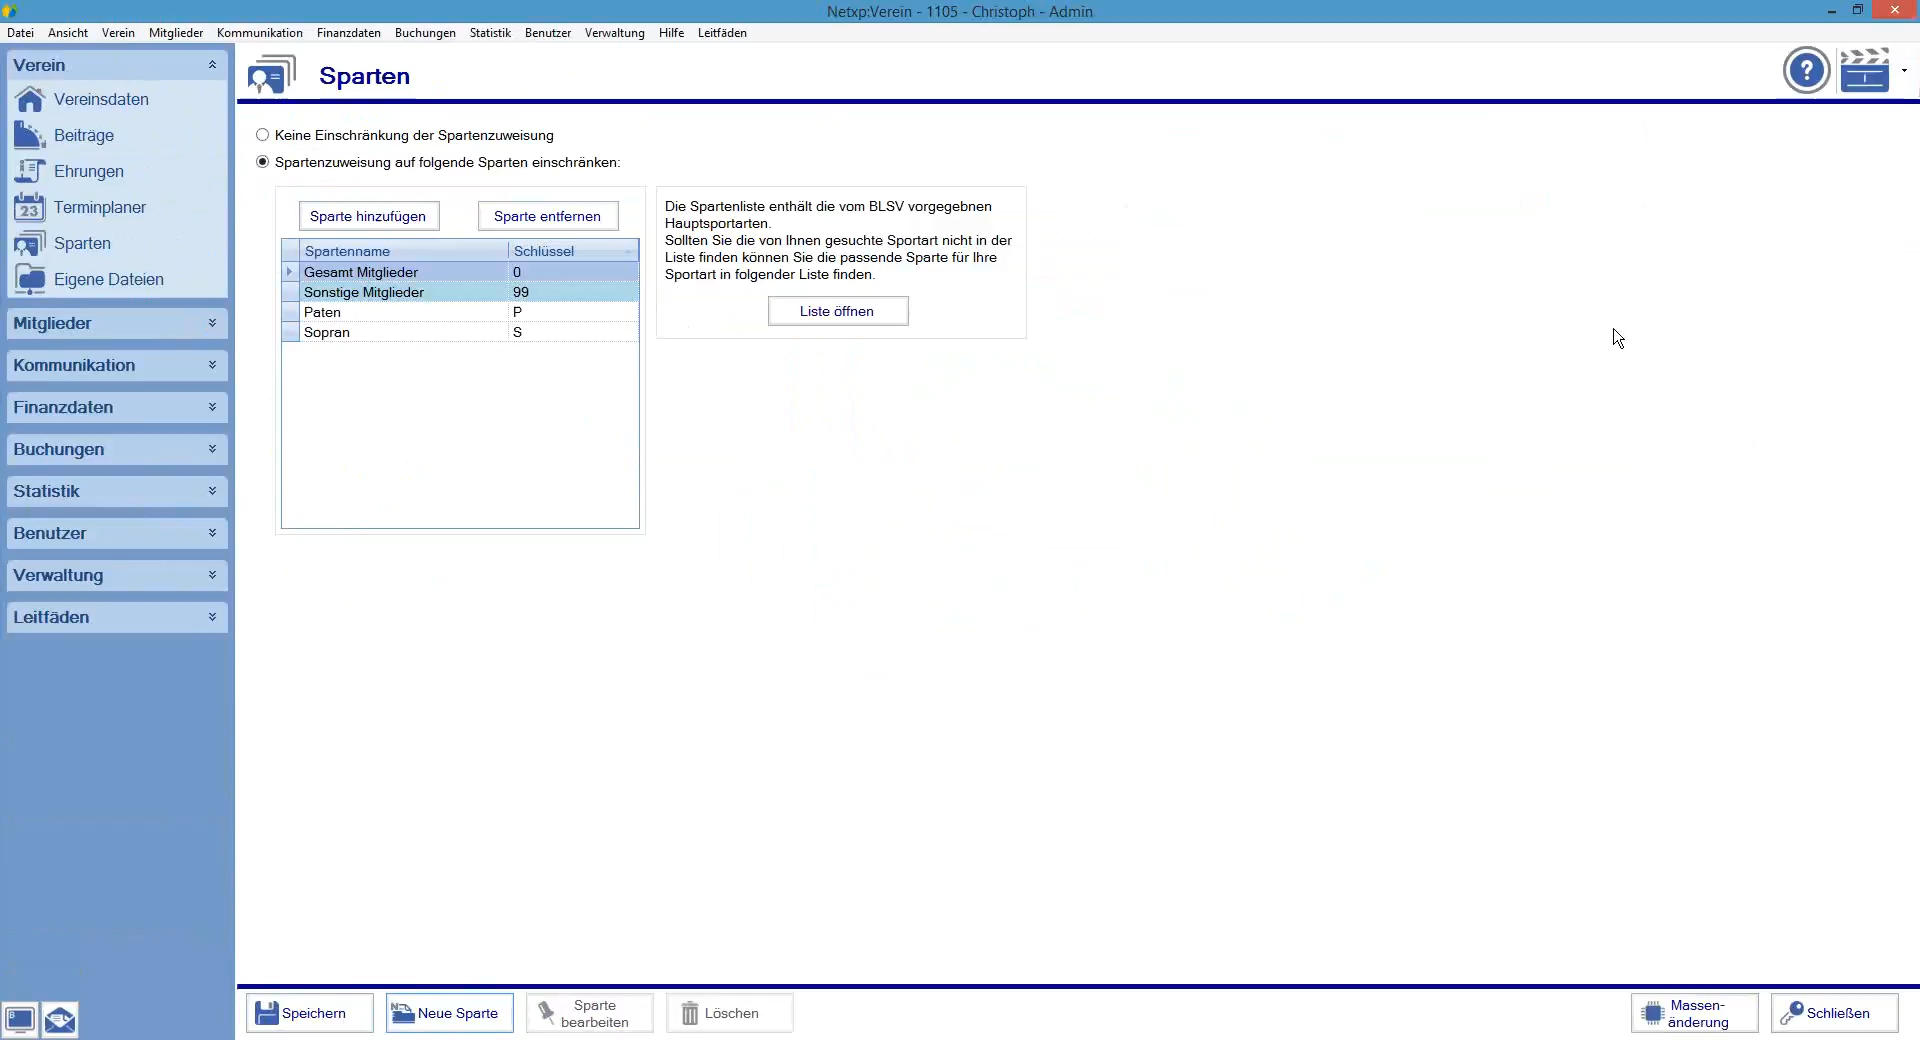 Netxp:Verein - 1105 - Christoph - Admin
Datei Ansicht Verein Mitglieder Kommunikation Finanzdaten Buchungen Statistik Benutzer Verwaltung Hilfe Leitfäden
Verein
Vereinsdaten
Beiträge
Ehrungen
23 Terminplaner
Sparten
Eigene Dateien
Mitglieder
Kommunikation
Finanzdaten
Buchungen
Statistik
Benutzer
Verwaltung
Leitfäden
Sparten
?
Keine Einschränkung der Spartenzuweisung
Spartenzuweisung auf folgende Sparten einschränken:
Sparte hinzufügen Sparte entfernen
Spartenname Schlüssel
Gesamt Mitglieder 0
Sonstige Mitglieder 99
Paten P
Sopran S
Die Spartenliste enthält die vom BLSV vorgegebnen
Hauptsportarten.
Sollten Sie die von Ihnen gesuchte Sportart nicht in der
Liste finden können Sie die passende Sparte für Ihre
Sportart in folgender Liste finden.
Liste öffnen
Speichern
Neue Sparte
Sparte
bearbeiten
Löschen
Massen-
änderung
Schließen